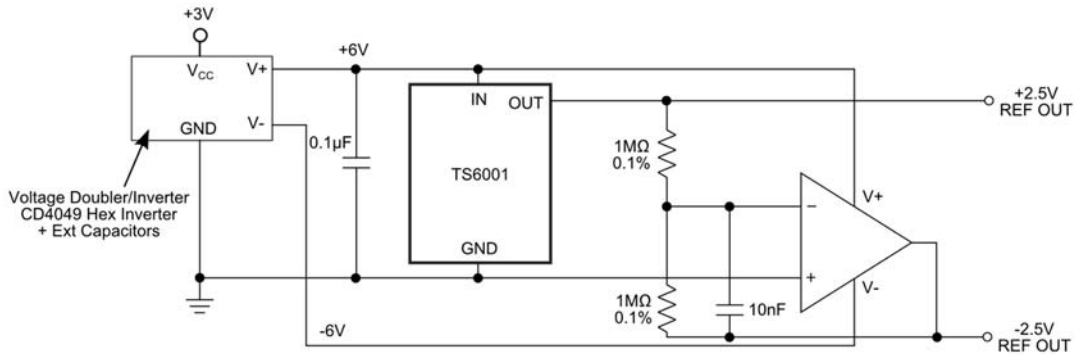 +3V
VCC
V+
V-
GND
Voltage Doubler/Inverter
CD4049 Hex Inverter
+ Ext Capacitors
+6V
0.1µF
-6V
IN
OUT
TS6001
GND
1MΩ
0.1%
1MΩ
0.1%
10nF
−
+
V+
V-
+2.5V
REF OUT
-2.5V
REF OUT